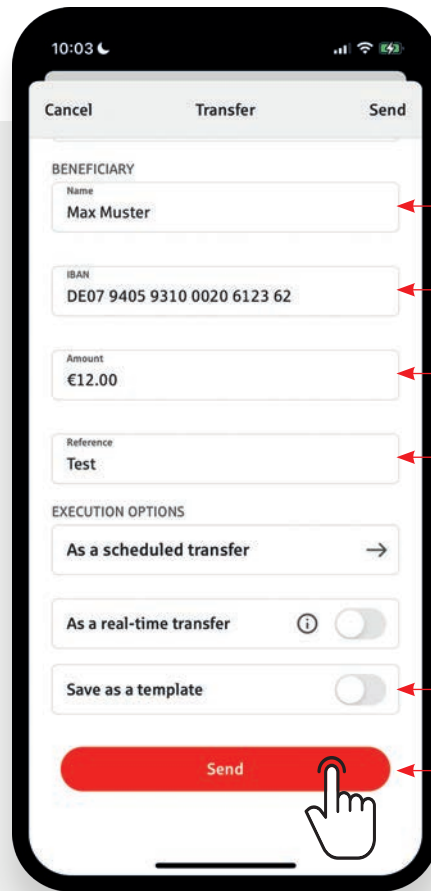 10:03
Cancel Transfer Send
BENEFICIARY
Name
Max Muster
IBAN
DE07 9405 9310 0020 6123 62
Amount
€12.00
Reference
Test
EXECUTION OPTIONS
As a scheduled transfer
As a real-time transfer
Save as a template
Send